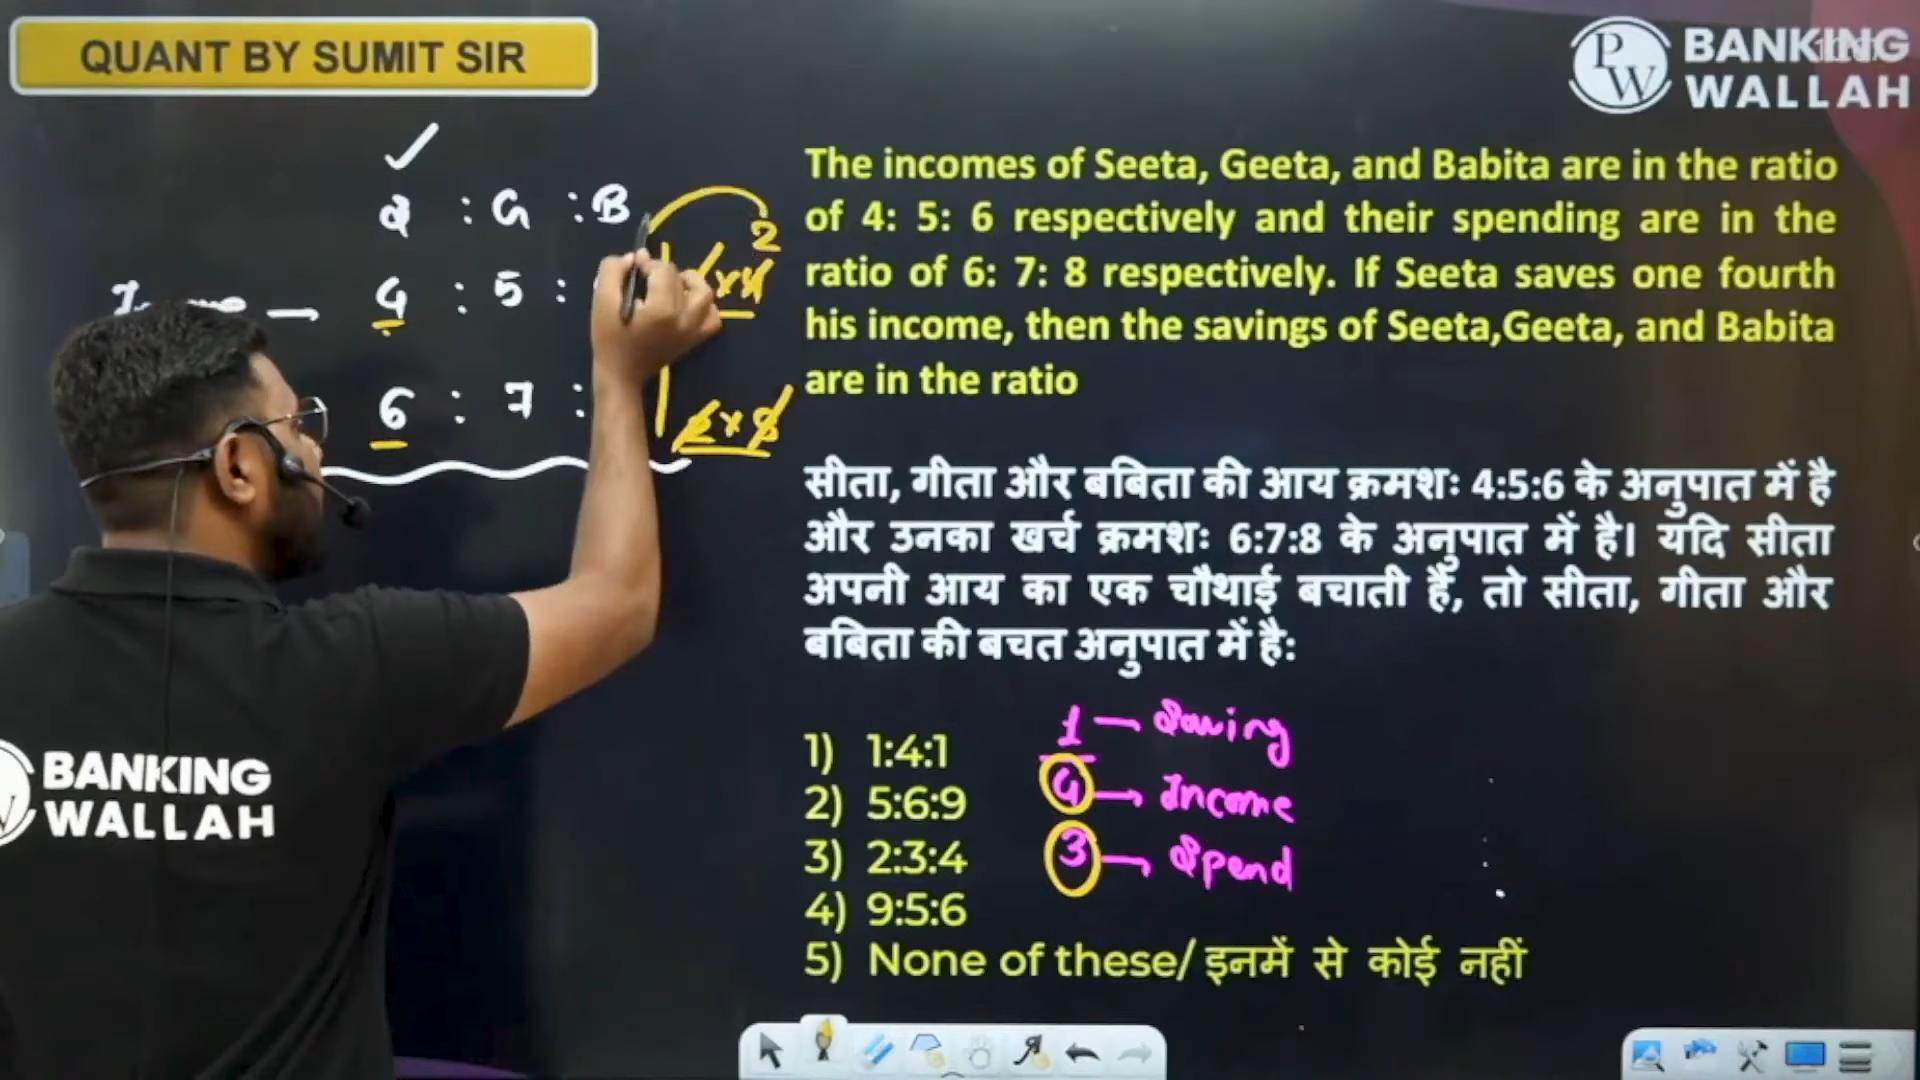 QUANT BY SUMIT SIR
PW BANKING
WALLAH
S : G : B
→ 4 : 5 :
2
6 : 7 :
The incomes of Seeta, Geeta, and Babita are in the ratio
of 4: 5: 6 respectively and their spending are in the
ratio of 6: 7: 8 respectively. If Seeta saves one fourth
his income, then the savings of Seeta,Geeta, and Babita
are in the ratio
सीता, गीता और बबिता की आय क्रमशः 4:5:6 के अनुपात में है
और उनका खर्च क्रमशः 6:7:8 के अनुपात में है। यदि सीता
अपनी आय का एक चौथाई बचाती है, तो सीता, गीता और
बबिता की बचत अनुपात में है:
1) 1:4:1
2) 5:6:9
3) 2:3:4
4) 9:5:6
5) None of these/ इनमें से कोई नहीं
1 → Saving
4 → Income
3 → Spend
BANKING
WALLAH